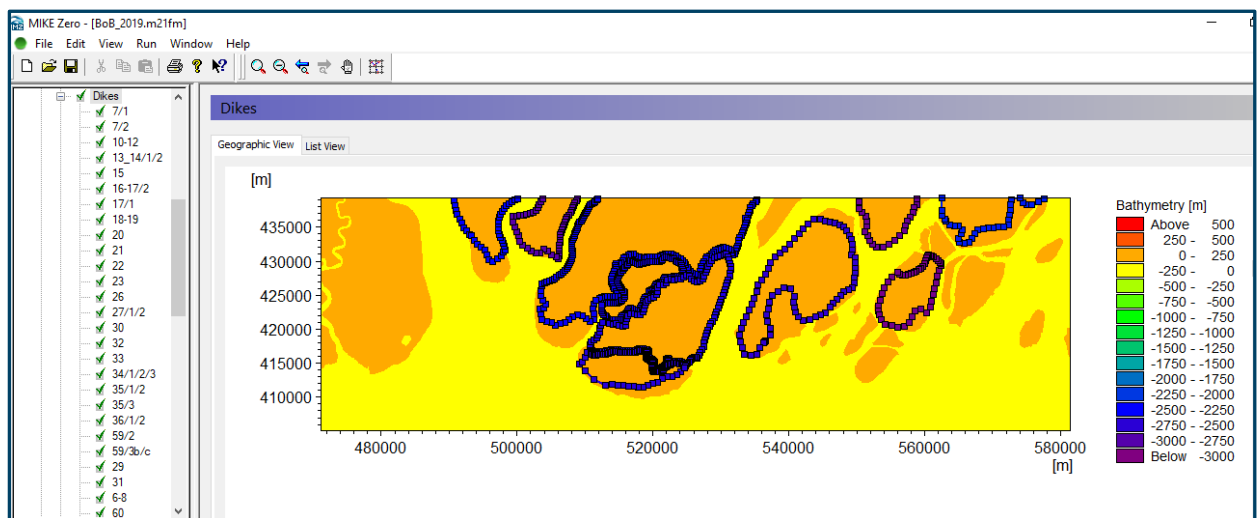 MIKE Zero - [BoB_2019.m21fm]
File Edit View Run Window Help
Dikes
7/1
7/2
10-12
13_14/1/2
15
16-17/2
17/1
18-19
20
21
22
23
26
27/1/2
30
32
33
34/1/2/3
35/1/2
35/3
36/1/2
59/2
59/3b/c
29
31
6-8
60
Dikes
Geographic View List View
[m]
435000
430000
425000
420000
415000
410000
480000 500000 520000 540000 560000 580000
[m]
Bathymetry [m]
Above 500
250 - 500
0 - 250
-250 - 0
-500 - -250
-750 - -500
-1000 - -750
-1250 - -1000
-1500 - -1250
-1750 - -1500
-2000 - -1750
-2250 - -2000
-2500 - -2250
-2750 - -2500
-3000 - -2750
Below -3000